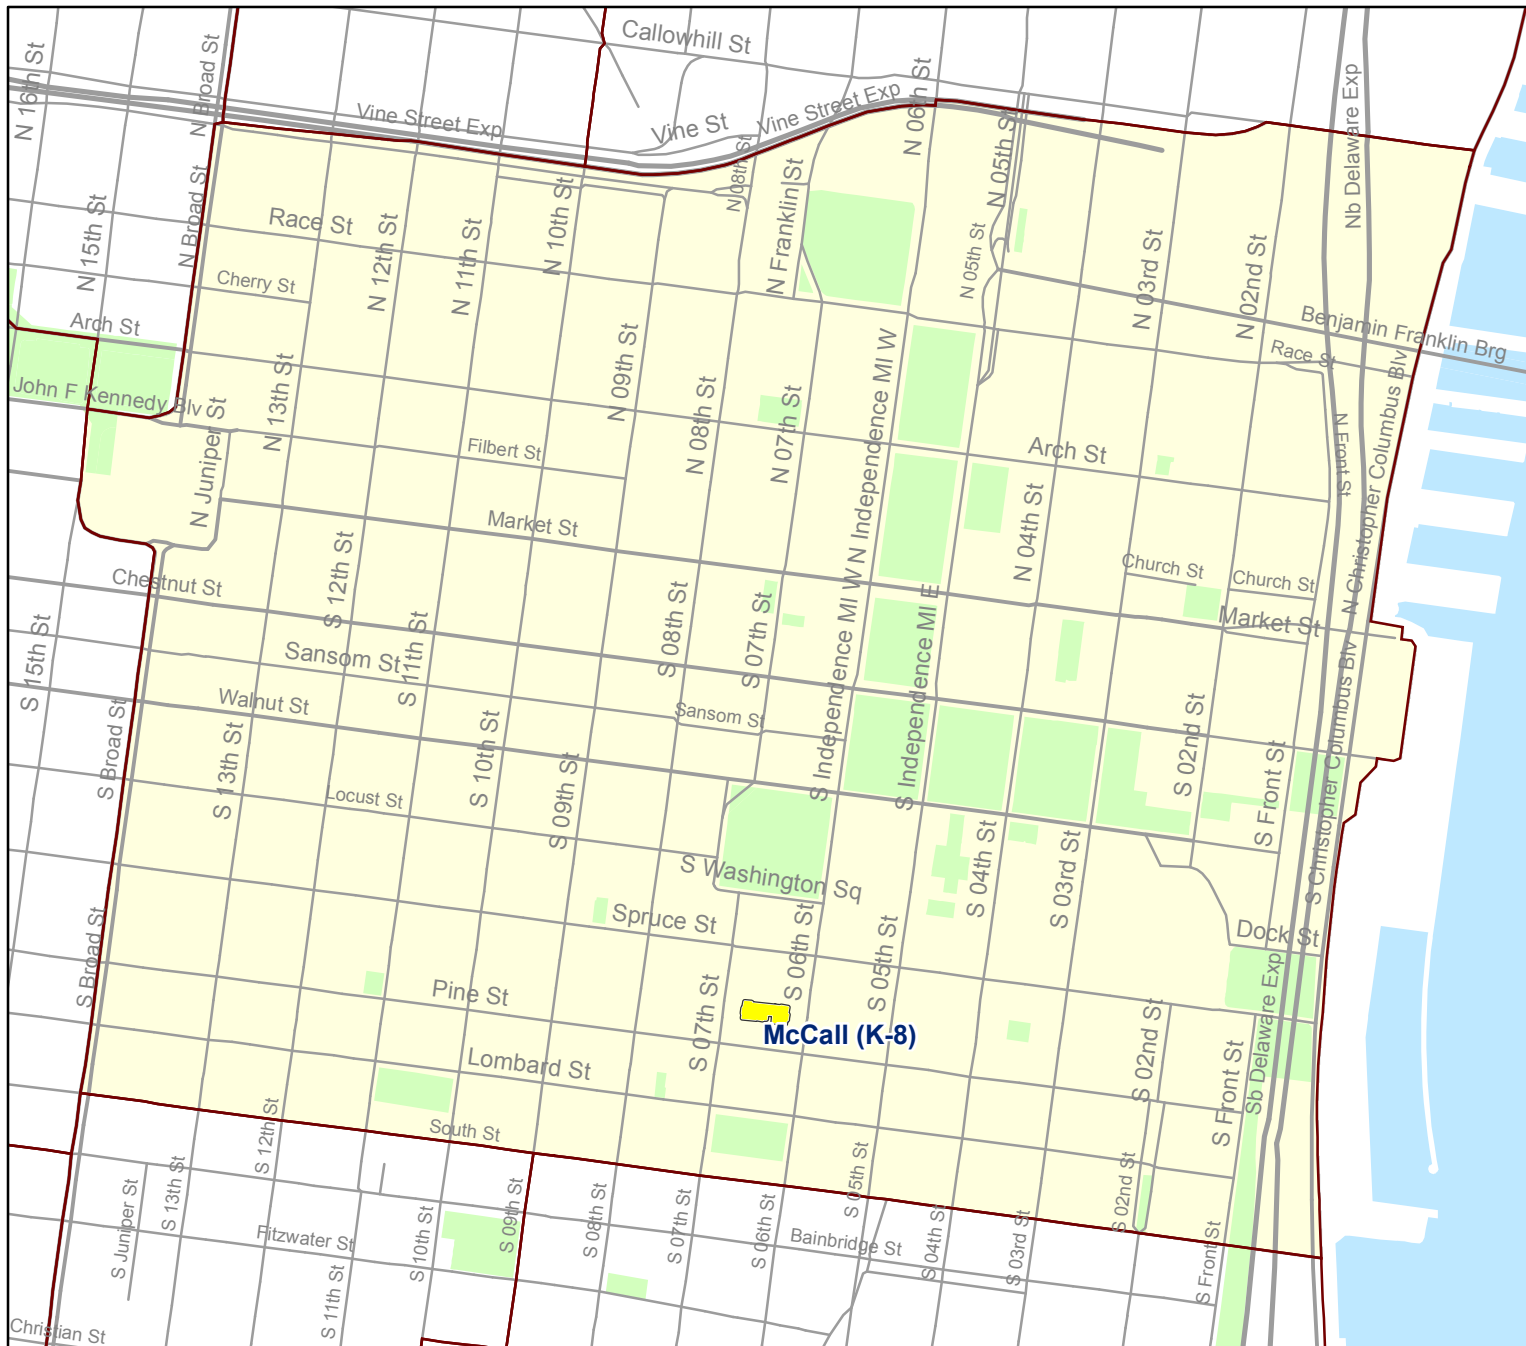 Callowhill St
N 16th St
N Broad St
Vine Street Exp
Vine St
Vine Street Exp
N 06th St
N 05th St
Nb Delaware Exp
N 08th St
N Broad St
N 15th St
Race St
N 12th St
N 11th St
N 10th St
N Franklin St
N 05th St
N 03rd St
N 02nd St
Cherry St
Arch St
Benjamin Franklin Brg
Race St
John F Kennedy Blv
N Juniper St
N 13th St
N 09th St
N 08th St
N 07th St
N Independence Ml W
Filbert St
Arch St
N Front St
N Christopher Columbus Blv
Market St
N 04th St
Church St
Church St
Market St
Chestnut St
S 12th St
S 11th St
S 08th St
S 07th St
S Independence Ml W
S Independence Ml E
S 15th St
Sansom St
Walnut St
Sansom St
S Broad St
S 13th St
S 10th St
S 09th St
Locust St
S 02nd St
S Front St
S Christopher Columbus Blv
S Washington Sq
S 04th St
S 03rd St
Spruce St
Dock St
S Broad St
S 06th St
S 05th St
Pine St
S 07th St
McCall (K-8)
Sb Delaware Exp
Lombard St
S 02nd St
S Front St
South St
S 12th St
S 13th St
S Juniper St
S 09th St
S 08th St
S 07th St
S 06th St
S 05th St
S 04th St
S 03rd St
S 02nd St
S Front St
Fitzwater St
S 10th St
S 11th St
Bainbridge St
Christian St